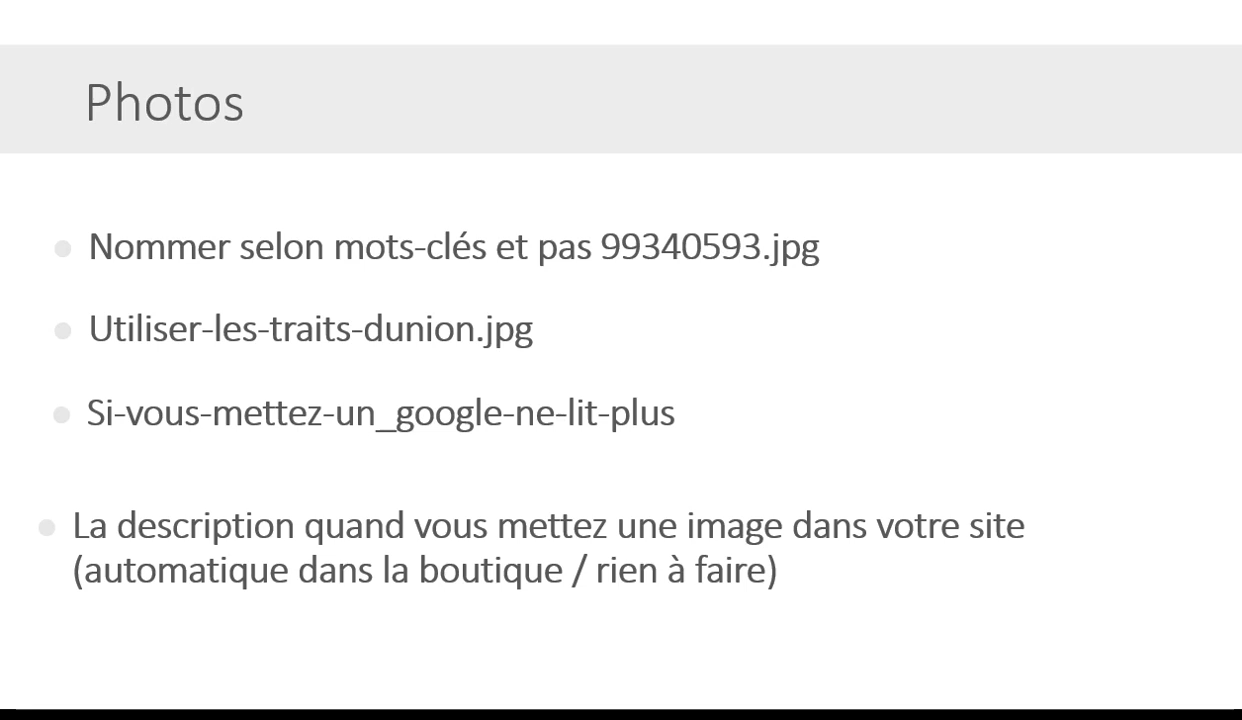 Photos
Nommer selon mots-clés et pas 99340593.jpg
Utiliser-les-traits-dunion.jpg
Si-vous-mettez-un_google-ne-lit-plus
La description quand vous mettez une image dans votre site
(automatique dans la boutique / rien à faire)